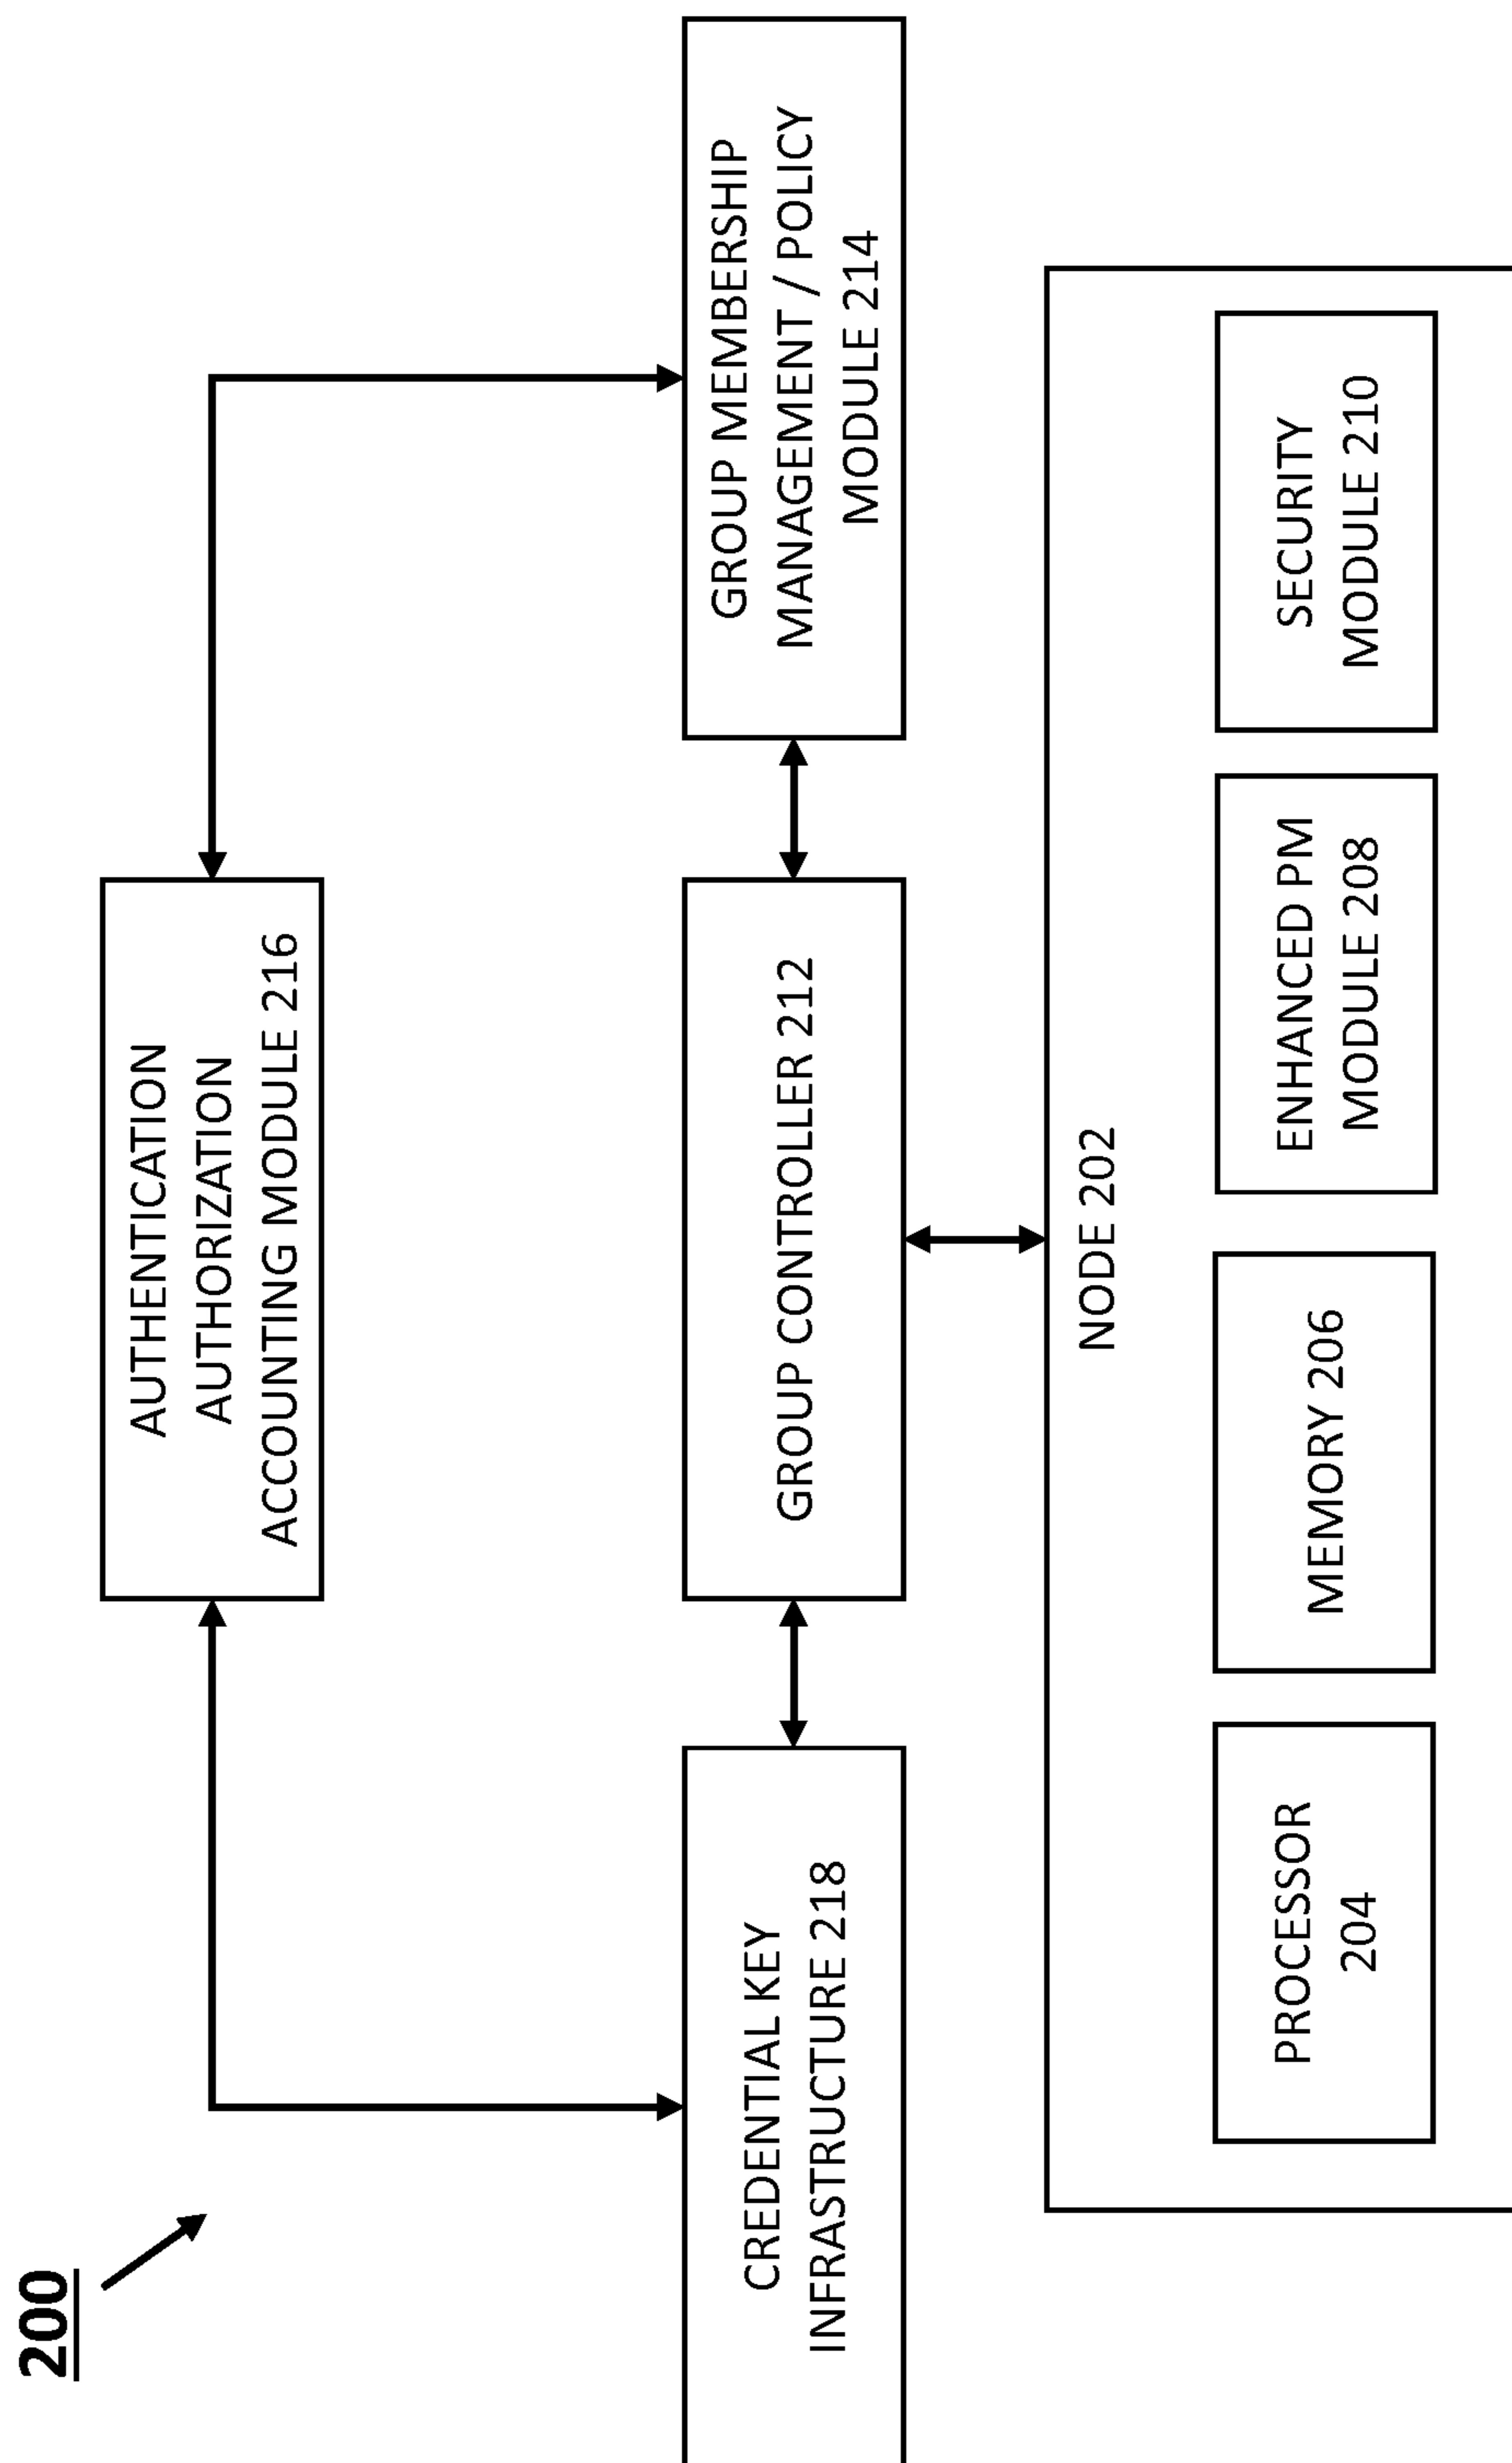 200
AUTHENTICATION
AUTHORIZATION
ACCOUNTING MODULE 216
CREDENTIAL KEY
INFRASTRUCTURE 218
GROUP CONTROLLER 212
GROUP MEMBERSHIP
MANAGEMENT / POLICY
MODULE 214
NODE 202
PROCESSOR
204
MEMORY 206
ENHANCED PM
MODULE 208
SECURITY
MODULE 210